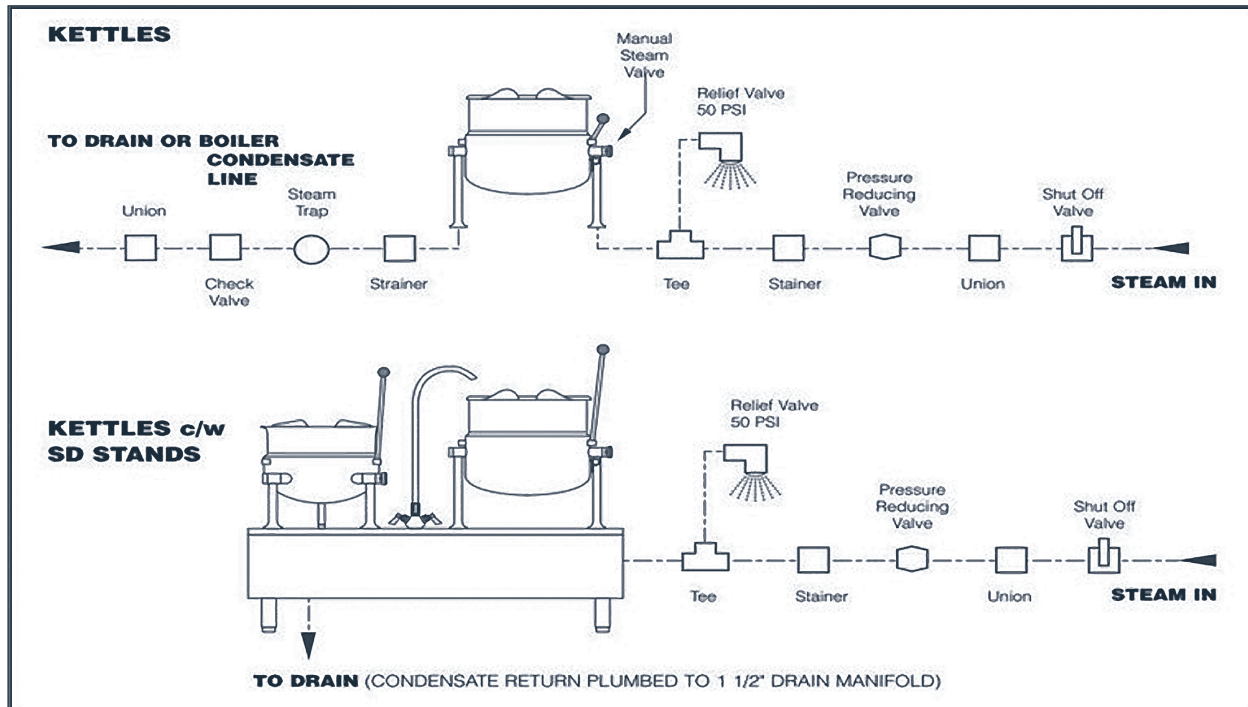 KETTLES
Manual
Steam
Valve
Relief Valve
50 PSI
TO DRAIN OR BOILER
CONDENSATE
LINE
Union
Steam
Trap
Pressure
Reducing
Valve
Shut Off
Valve
Check
Valve
Strainer
Tee
Stainer
Union
STEAM IN
KETTLES c/w
SD STANDS
Relief Valve
50 PSI
Pressure
Reducing
Valve
Shut Off
Valve
Tee
Stainer
Union
STEAM IN
TO DRAIN (CONDENSATE RETURN PLUMBED TO 1 1/2" DRAIN MANIFOLD)